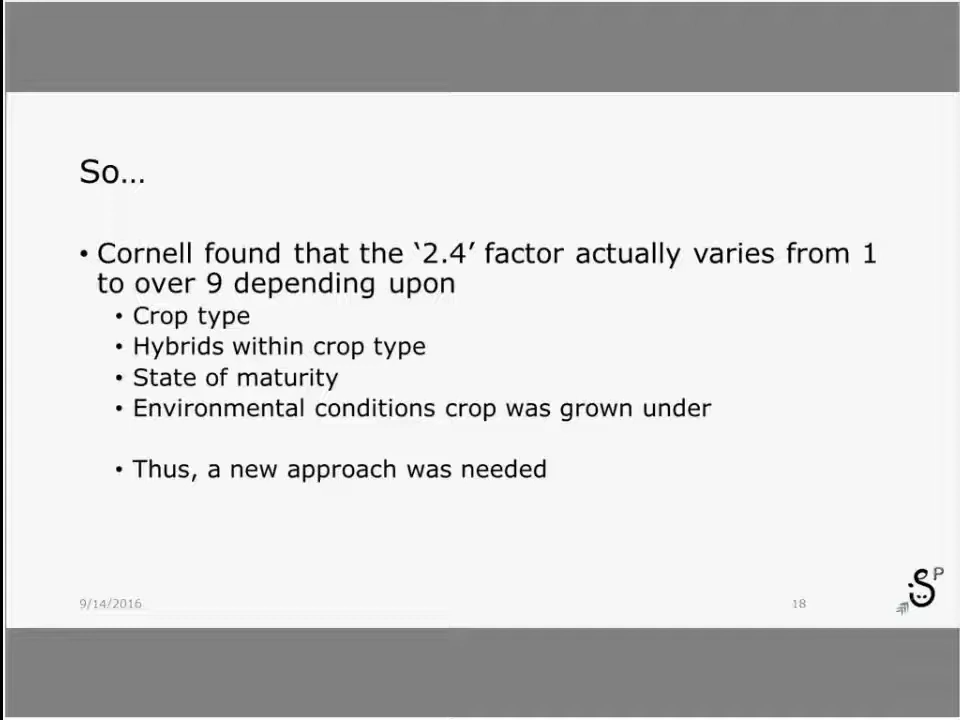 So…
• Cornell found that the ‘2.4’ factor actually varies from 1
to over 9 depending upon
• Crop type
• Hybrids within crop type
• State of maturity
• Environmental conditions crop was grown under
• Thus, a new approach was needed
9/14/2016
18
SP